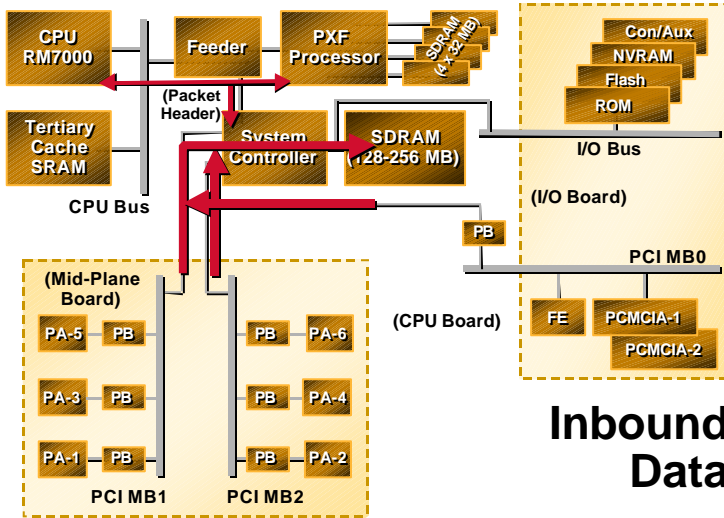 CPU
RM7000
Feeder
PXF
Processor
SDRAM
(4 x 32 MB)
Con/Aux
NVRAM
Flash
ROM
(Packet
Header)
Tertiary
Cache
SRAM
System
Controller
SDRAM
(128-256 MB)
I/O Bus
CPU Bus
(I/O Board)
PB
PCI MB0
(Mid-Plane
Board)
(CPU Board)
FE
PCMCIA-1
PCMCIA-2
PA-5
PB
PB
PA-6
PA-3
PB
PB
PA-4
PA-1
PB
PB
PA-2
PCI MB1
PCI MB2
Inbound
Data